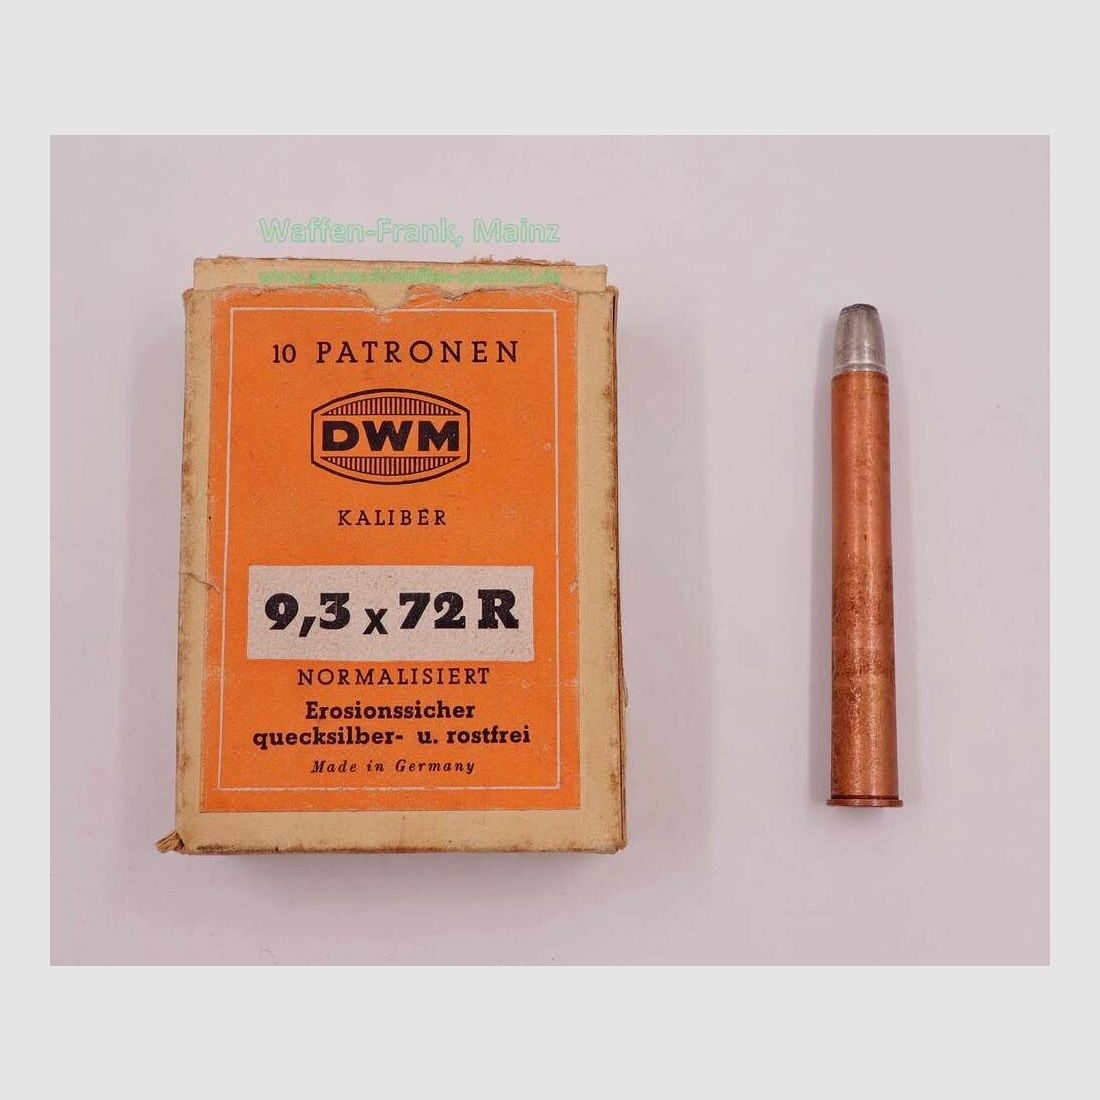 Waffen-Frank, Mainz
10 PATRONEN
DWM
KALIBER
9,3 x 72 R
NORMALISIERT
Erosionssicher
quecksilber- u. rostfrei
Made in Germany